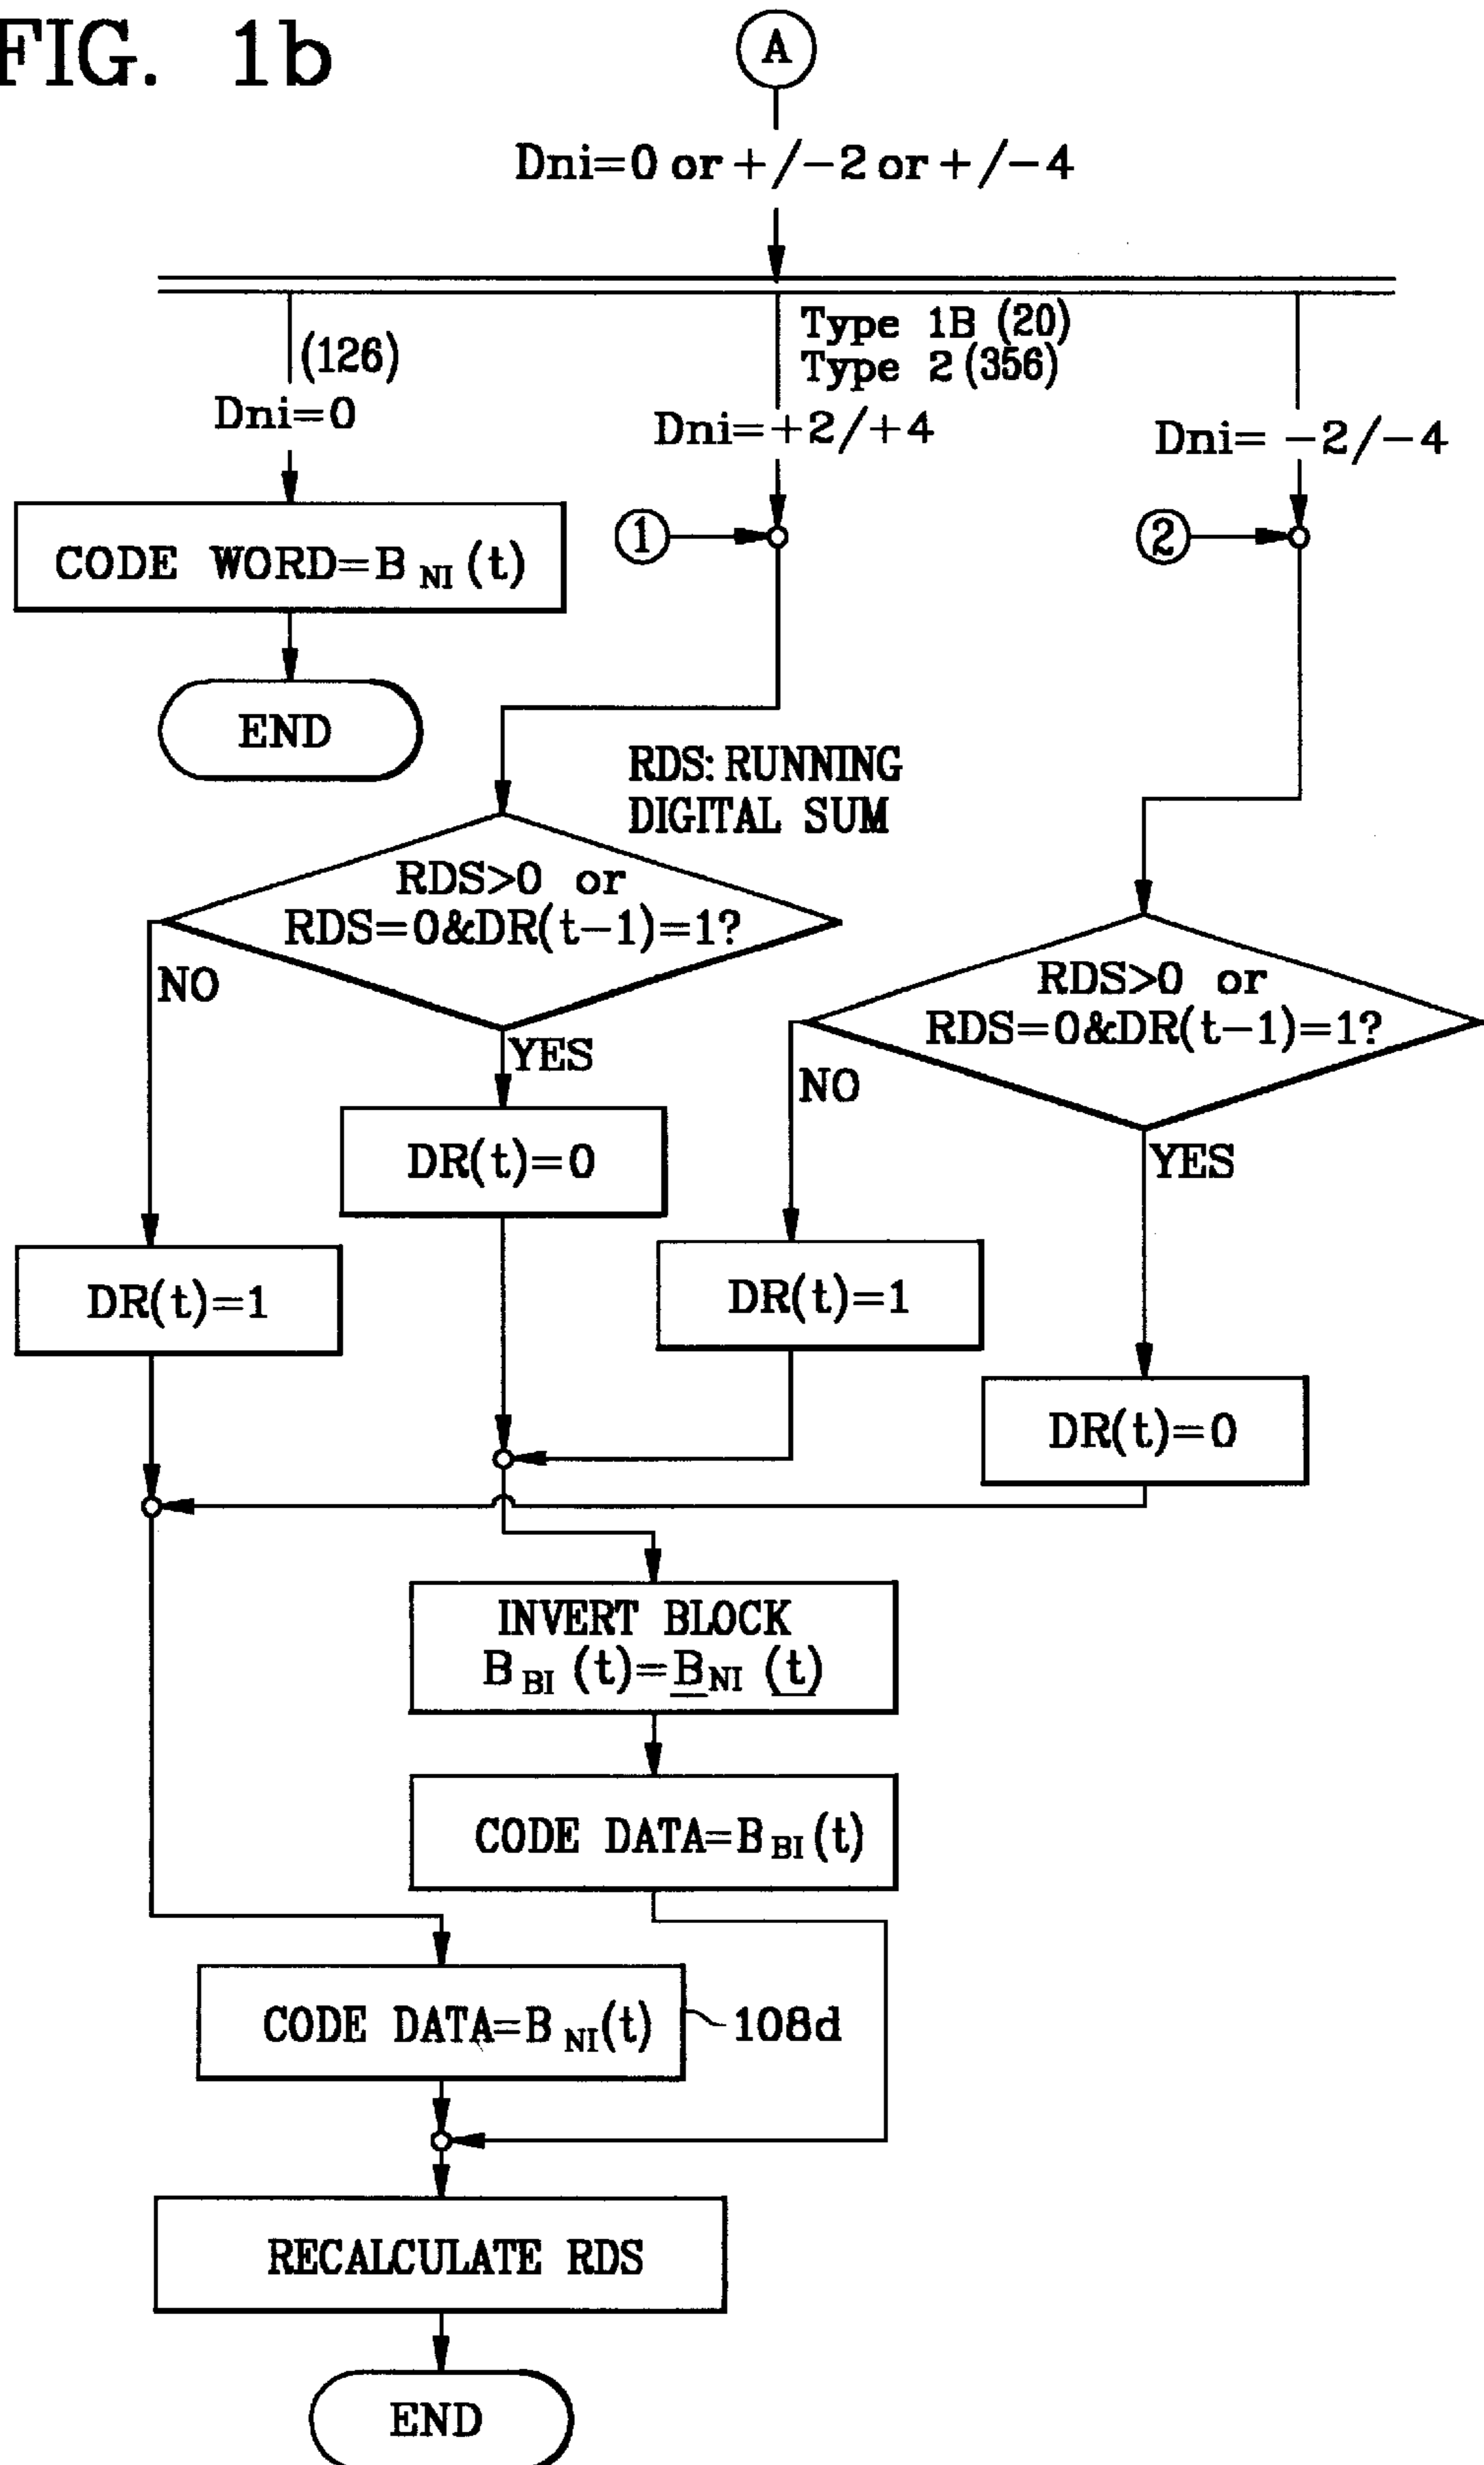 FIG. 1b
A
Dni=0 or +/-2 or +/-4
(126)
Dni=0
Type 1B (20)
Type 2 (356)
Dni=+2/+4
Dni= -2/-4
CODE WORD=B NI (t)
1
2
END
RDS: RUNNING
DIGITAL SUM
RDS>0 or
RDS=0&DR(t-1)=1?
NO
YES
RDS>0 or
RDS=0&DR(t-1)=1?
NO
YES
DR(t)=0
DR(t)=1
DR(t)=1
DR(t)=0
INVERT BLOCK
B BI (t)=B NI (t)
CODE DATA=B BI (t)
CODE DATA=B NI (t)
108d
RECALCULATE RDS
END